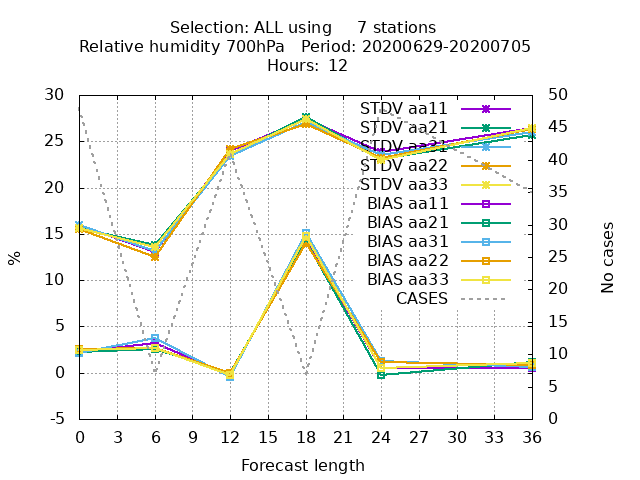 Selection: ALL using 7 stations
Relative humidity 700hPa Period: 20200629-20200705
Hours: 12
30
25
20
15
10
5
0
-5
%
50
45
40
35
30
25
20
15
10
5
0
No cases
STDV aa11
STDV aa21
STDV aa31
STDV aa22
STDV aa33
BIAS aa11
BIAS aa21
BIAS aa31
BIAS aa22
BIAS aa33
CASES
0 3 6 9 12 15 18 21 24 27 30 33 36
Forecast length